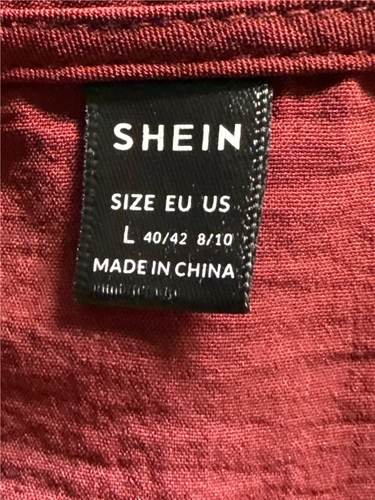 SHEIN
SIZE EU US
L 40/42 8/10
MADE IN CHINA